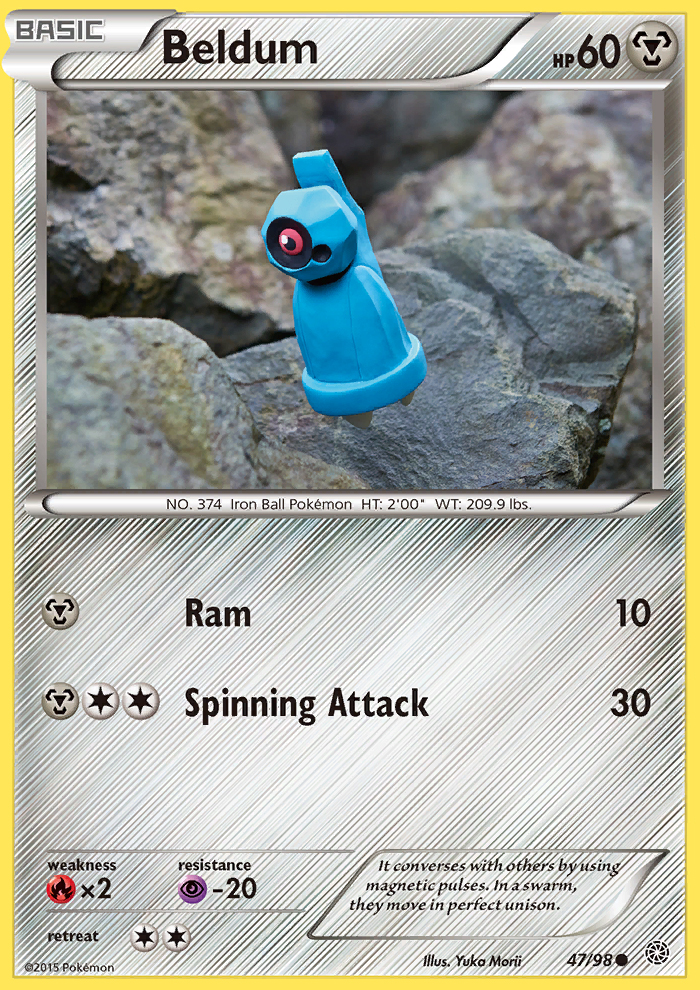 BASIC Beldum HP60
NO. 374 Iron Ball Pokémon HT: 2'00" WT: 209.9 lbs.
Ram 10
Spinning Attack 30
weakness resistance
×2 -20
It converses with others by using
magnetic pulses. In a swarm,
they move in perfect unison.
retreat
©2015 Pokémon Illus. Yuka Morii 47/98